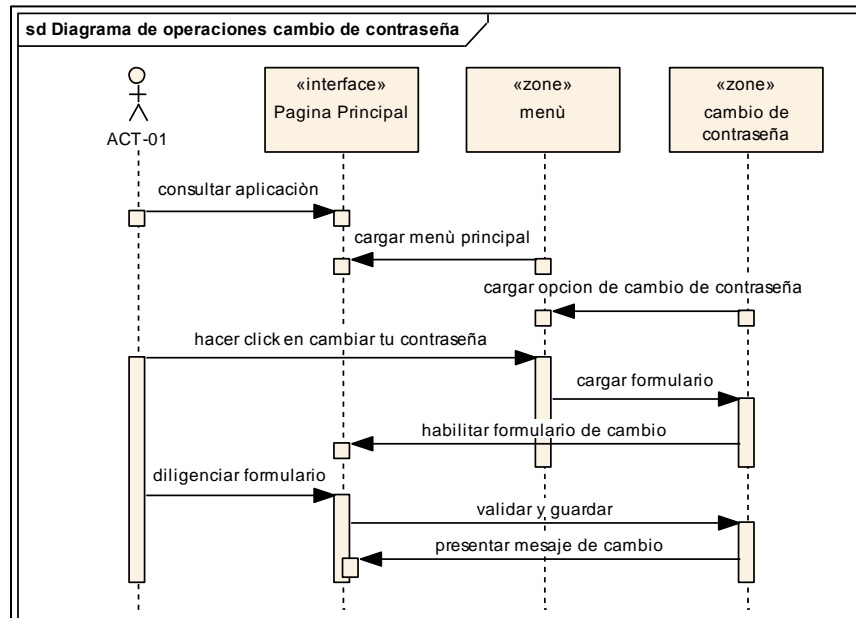 sd Diagrama de operaciones cambio de contraseña
ACT-01
«interface»
Pagina Principal
«zone»
menù
«zone»
cambio de
contraseña
consultar aplicaciòn
cargar menù principal
cargar opcion de cambio de contraseña
hacer click en cambiar tu contraseña
cargar formulario
habilitar formulario de cambio
diligenciar formulario
validar y guardar
presentar mesaje de cambio